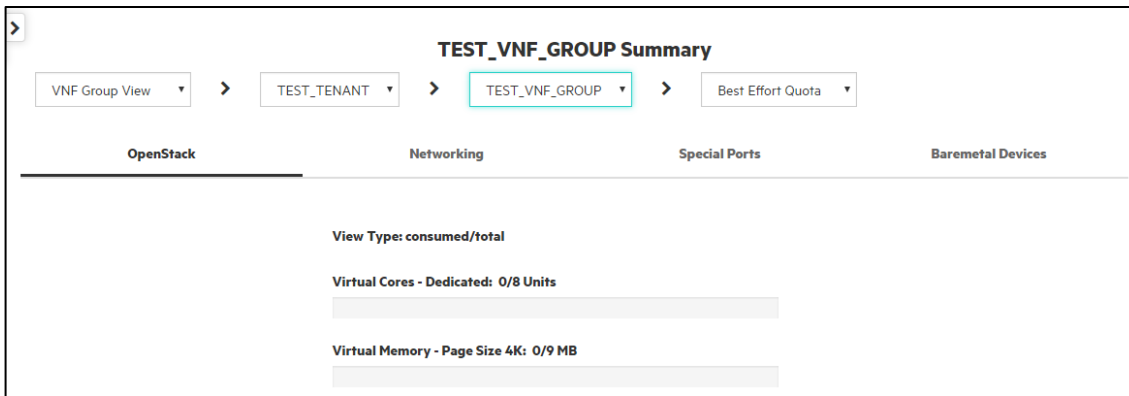 TEST_VNF_GROUP Summary
VNF Group View TEST_TENANT TEST_VNF_GROUP Best Effort Quota
OpenStack Networking Special Ports Baremetal Devices
View Type: consumed/total
Virtual Cores - Dedicated: 0/8 Units
Virtual Memory - Page Size 4K: 0/9 MB